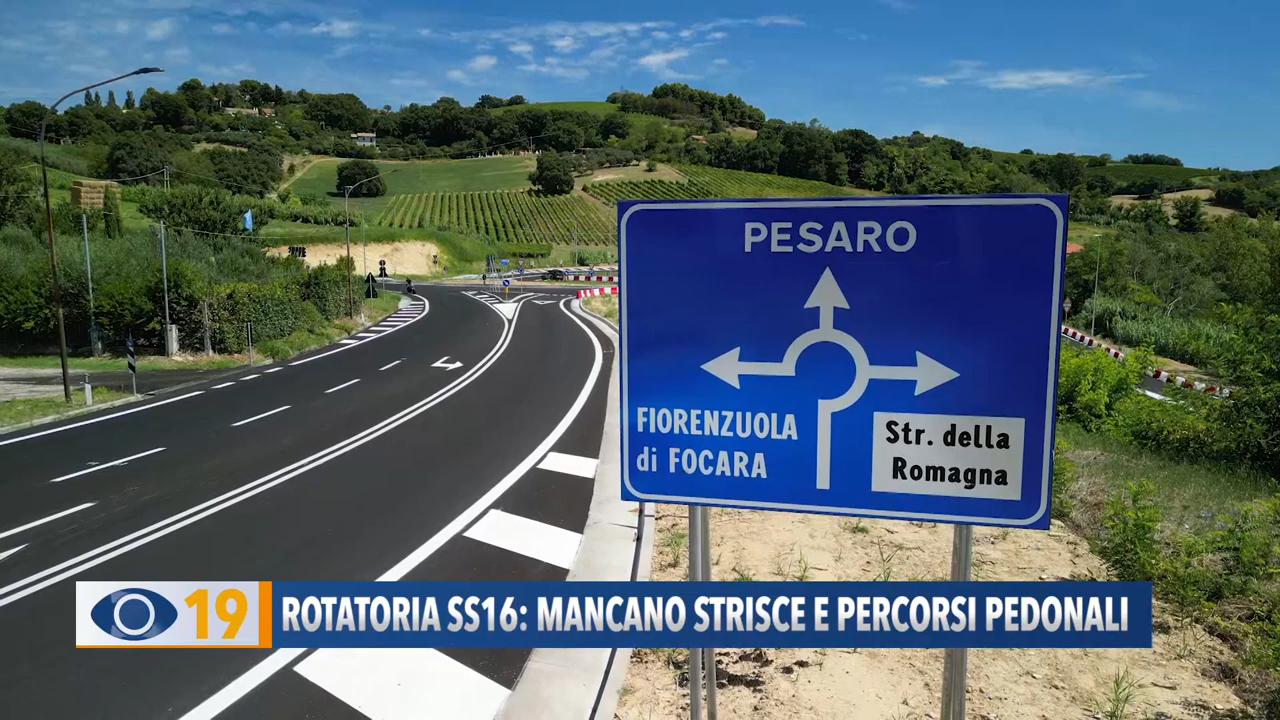 PESARO
FIORENZUOLA
di FOCARA
Str. della
Romagna
19
ROTATORIA SS16: MANCANO STRISCE E PERCORSI PEDONALI